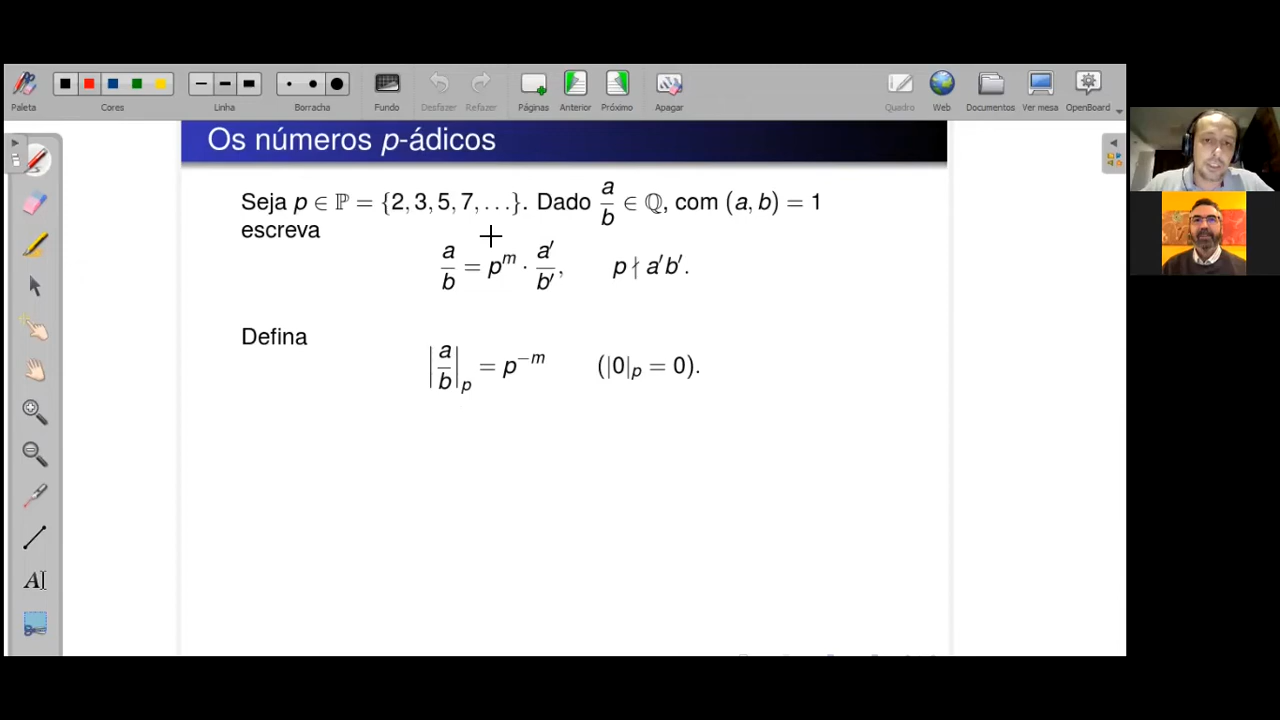 Paleta
Cores
Linha
Borracha
Fundo
Desfazer
Refazer
Páginas
Anterior
Próximo
Apagar
Quadro
Web
Documentos
Ver mesa
OpenBoard
Os números p-ádicos
Seja p ∈ ℙ = {2, 3, 5, 7, . . .}. Dado a/b ∈ ℚ, com (a, b) = 1
escreva
a/b = p^m · a′/b′, p ∤ a′b′.
Defina
|a/b|_p = p^{−m} (|0|_p = 0).
A